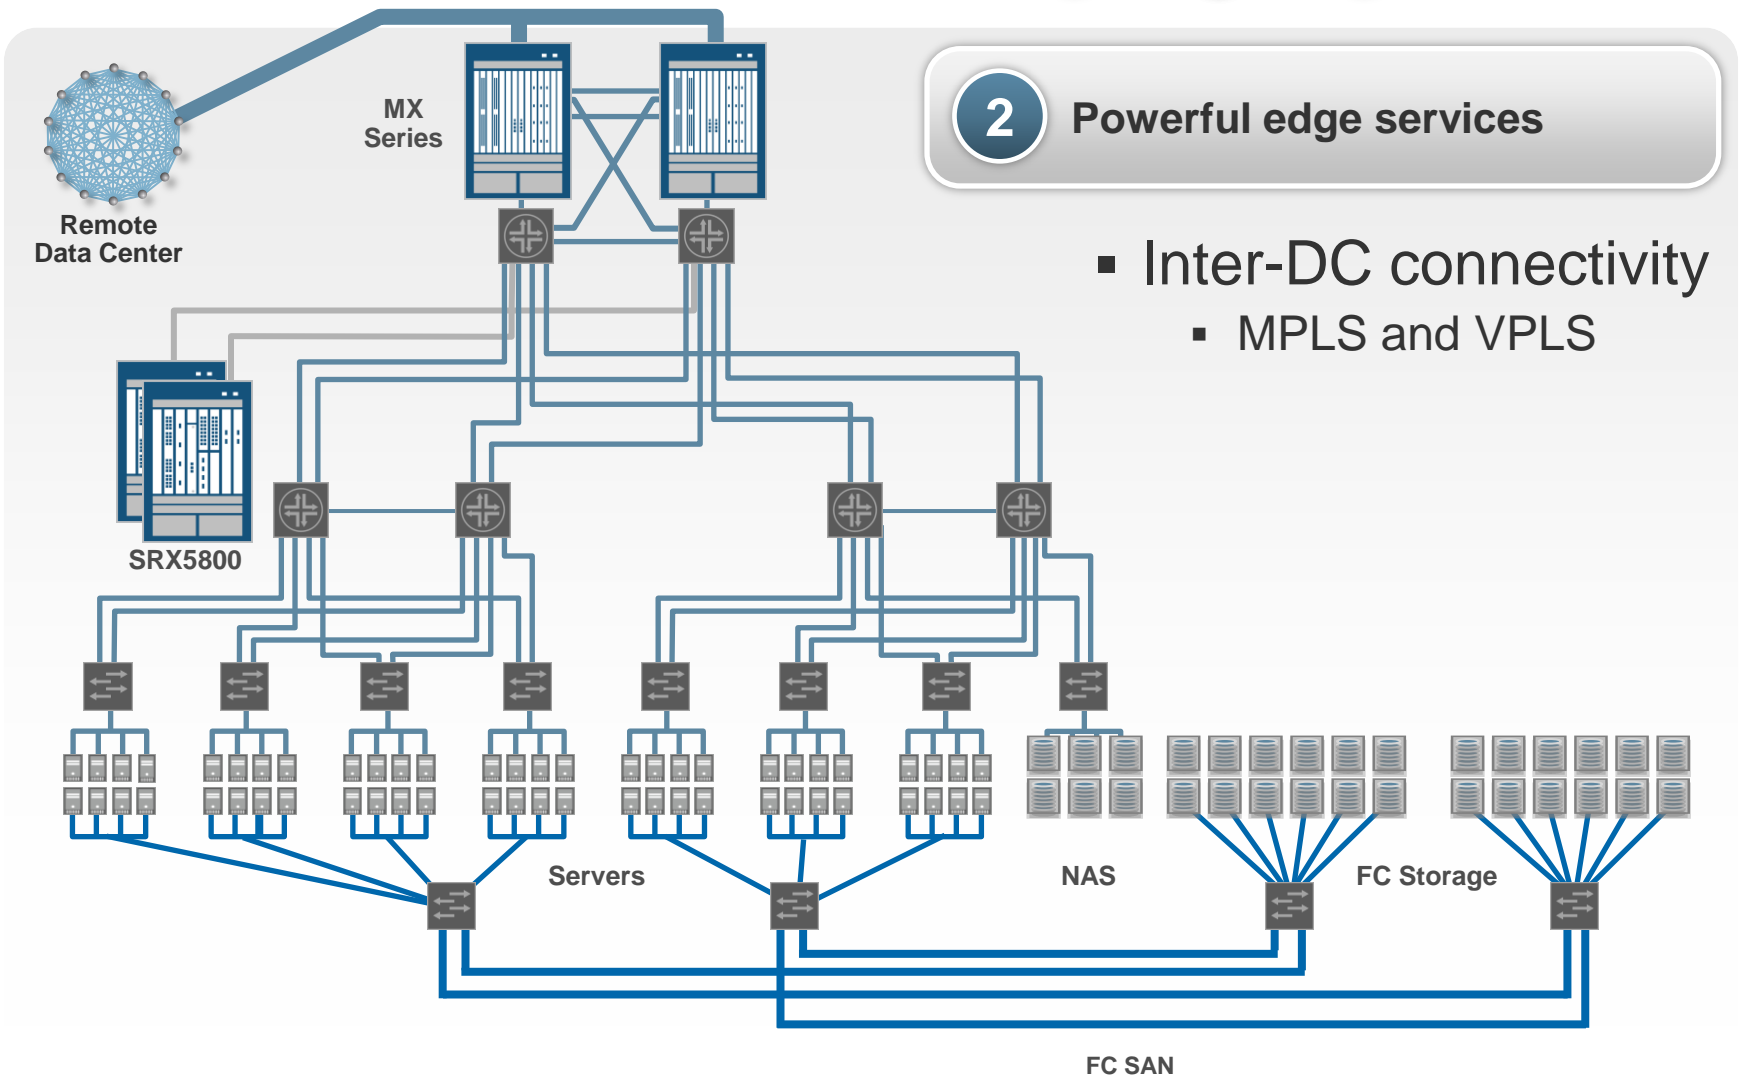 MX
Series
2
Powerful edge services
Remote
Data Center
▪ Inter-DC connectivity
▪ MPLS and VPLS
SRX5800
Servers
NAS
FC Storage
FC SAN